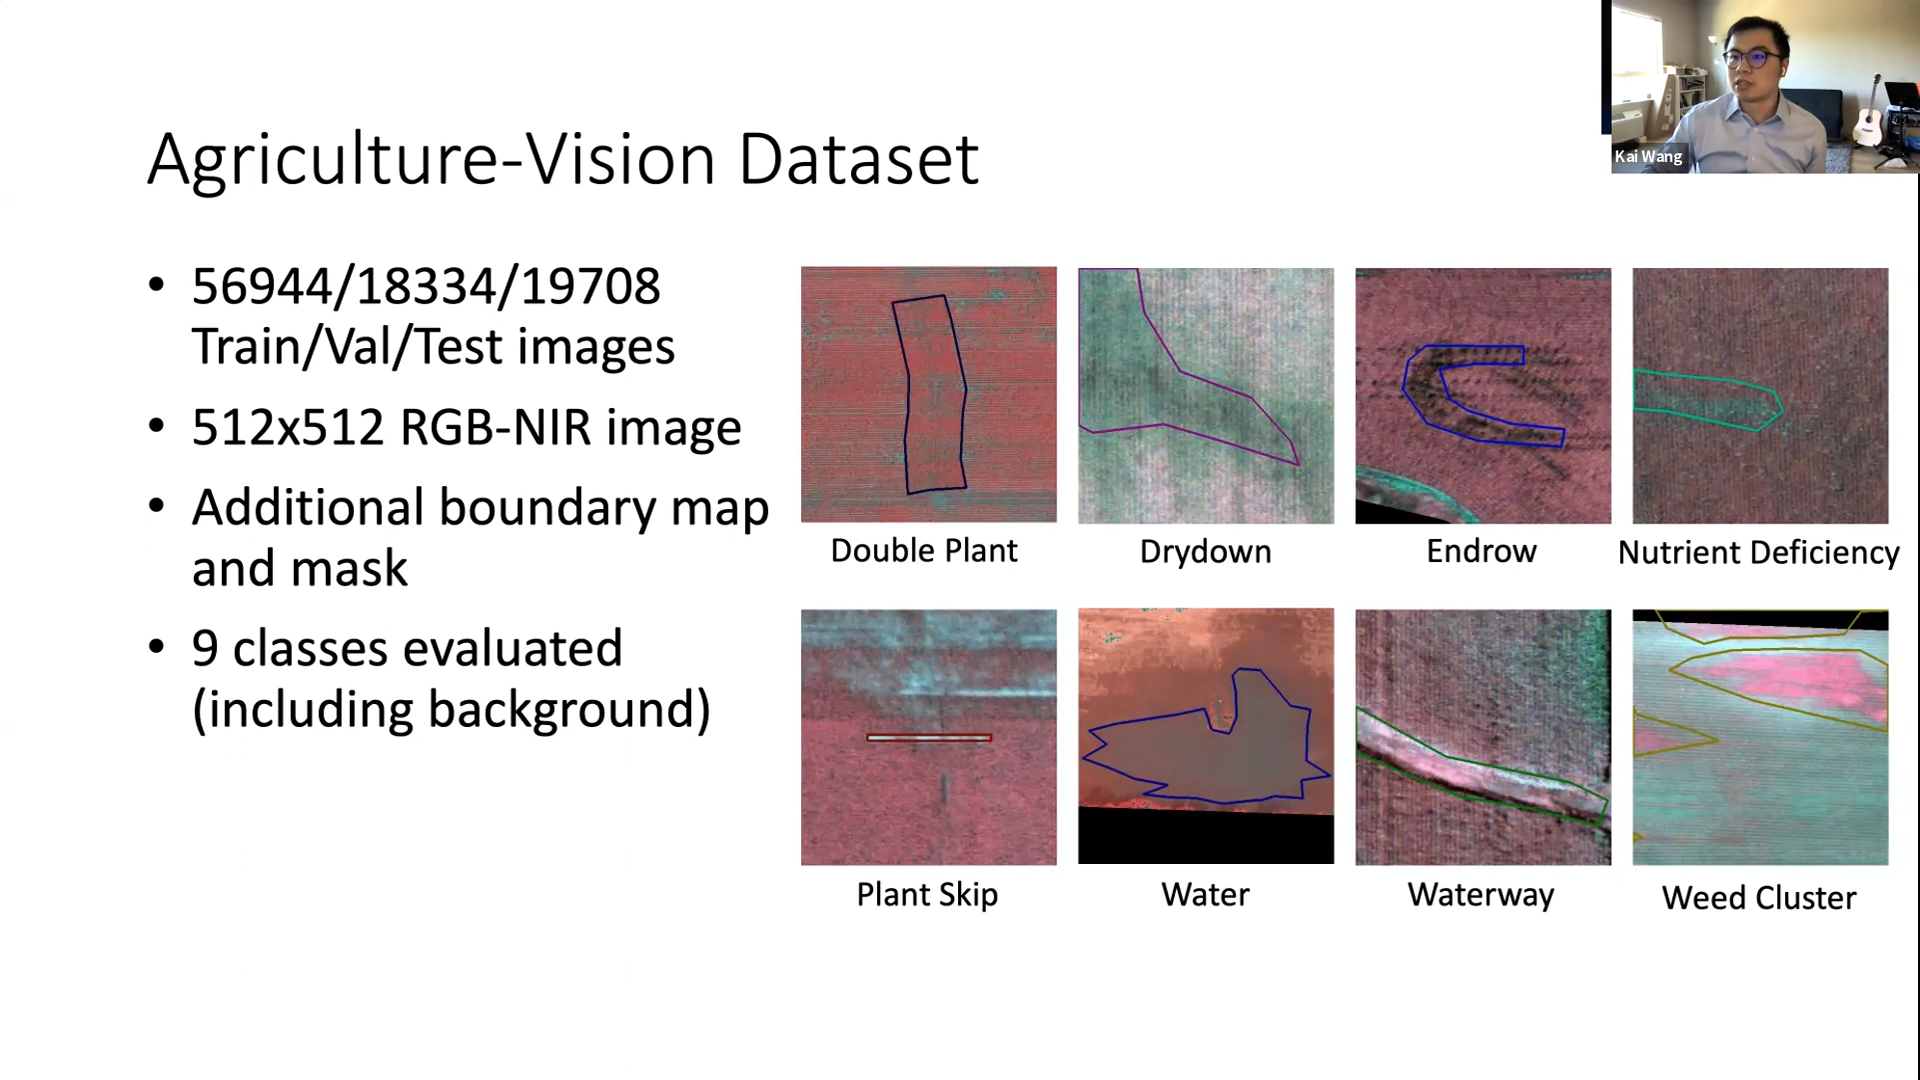 Kai Wang
Agriculture-Vision Dataset
• 56944/18334/19708
Train/Val/Test images
• 512x512 RGB-NIR image
• Additional boundary map
and mask
• 9 classes evaluated
(including background)
Double Plant
Drydown
Endrow
Nutrient Deficiency
Plant Skip
Water
Waterway
Weed Cluster